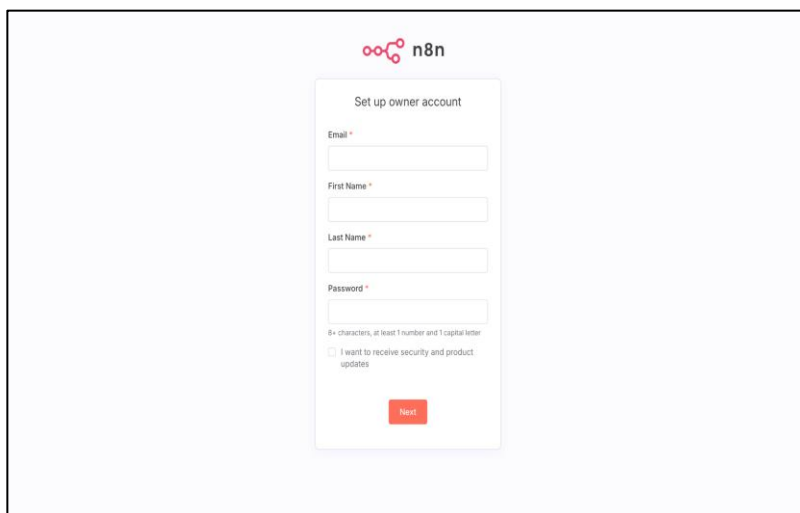 n8n
Set up owner account
Email *
First Name *
Last Name *
Password *
8+ characters, at least 1 number and 1 capital letter
I want to receive security and product
updates
Next